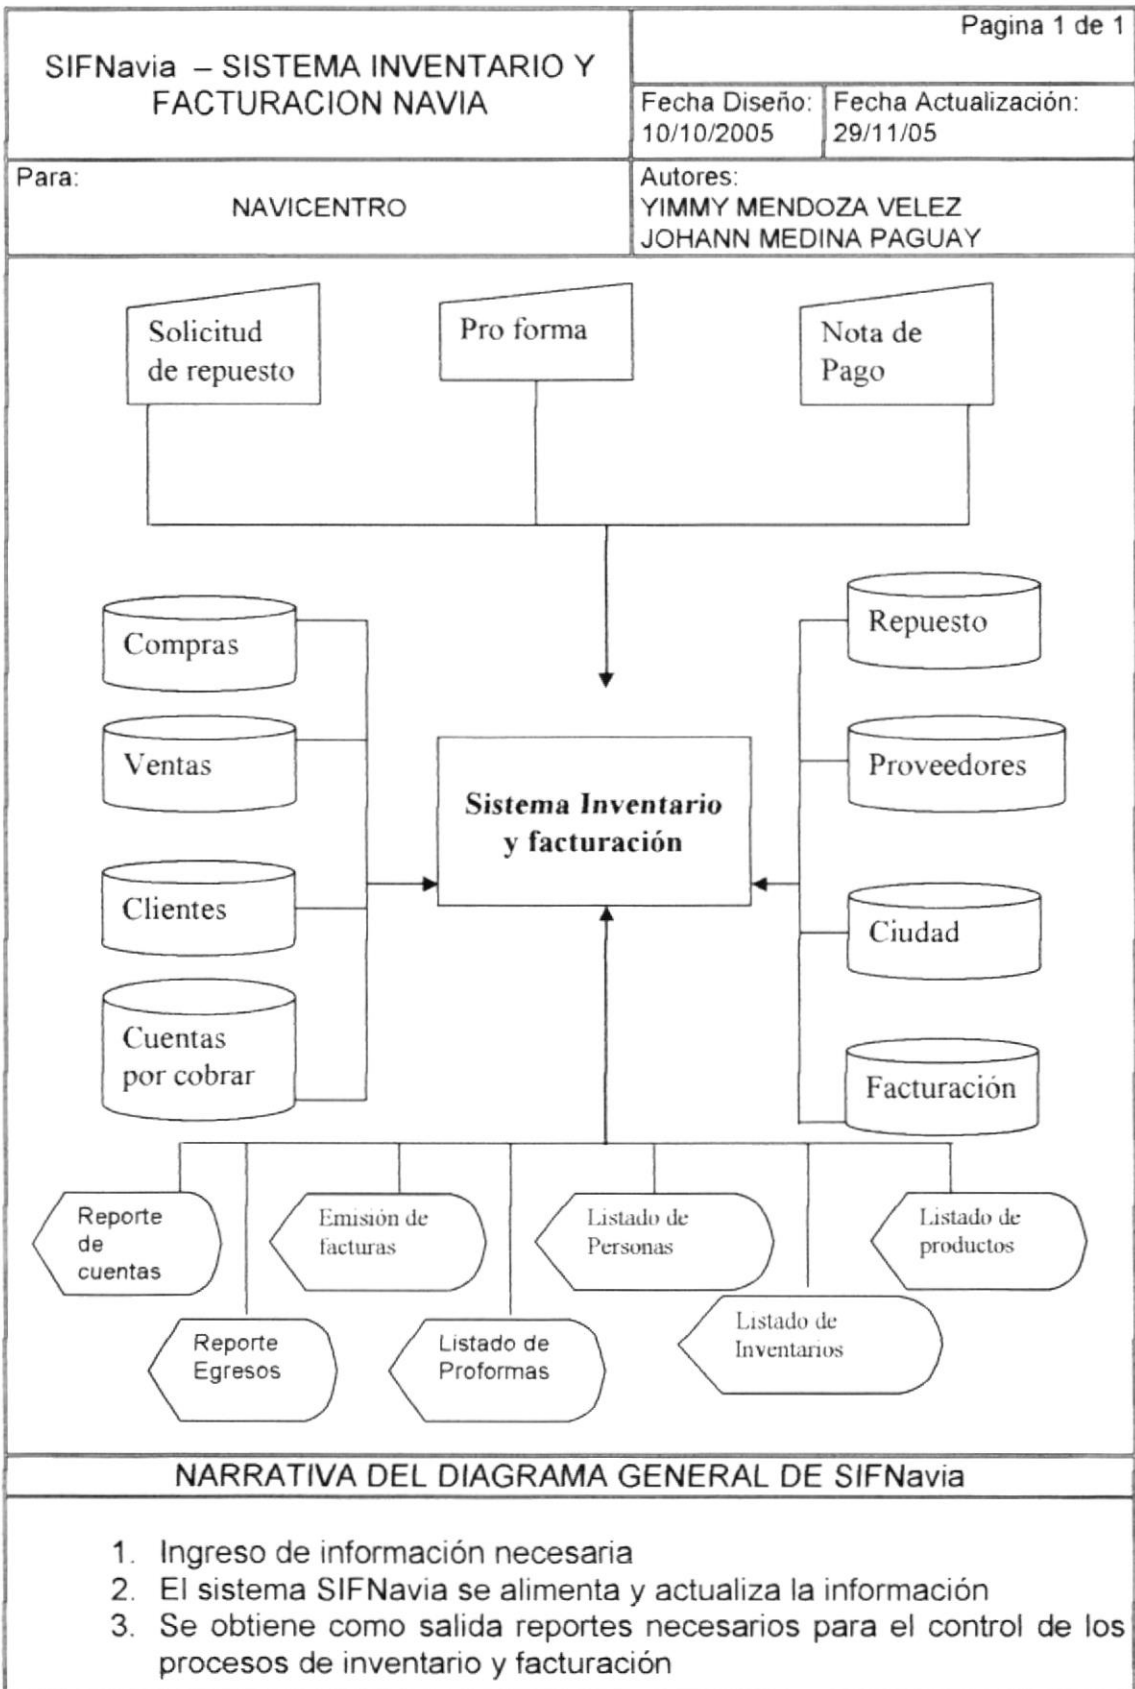 Pagina 1 de 1
SIFNavia – SISTEMA INVENTARIO Y
FACTURACION NAVIA
Fecha Diseño:
10/10/2005
Fecha Actualización:
29/11/05
Para:
NAVICENTRO
Autores:
YIMMY MENDOZA VELEZ
JOHANN MEDINA PAGUAY
Solicitud
de repuesto
Pro forma
Nota de
Pago
Compras
Ventas
Clientes
Cuentas
por cobrar
Sistema Inventario
y facturación
Repuesto
Proveedores
Ciudad
Facturación
Reporte
de
cuentas
Emisión de
facturas
Listado de
Personas
Listado de
productos
Reporte
Egresos
Listado de
Proformas
Listado de
Inventarios
NARRATIVA DEL DIAGRAMA GENERAL DE SIFNavia
1. Ingreso de información necesaria
2. El sistema SIFNavia se alimenta y actualiza la información
3. Se obtiene como salida reportes necesarios para el control de los
procesos de inventario y facturación